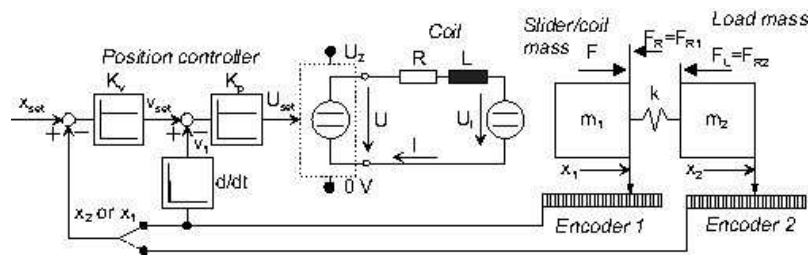 Position controller
Coil
Slider/coil mass
Load mass
x_set
K_v
v_set
K_p
U_set
U_z
R
L
U
I
U_i
0 V
F
F_R=F_R1
F_L=F_R2
m_1
k
m_2
x_1
x_2
+
−
+
−
v_1
d/dt
x_2 or x_1
Encoder 1
Encoder 2